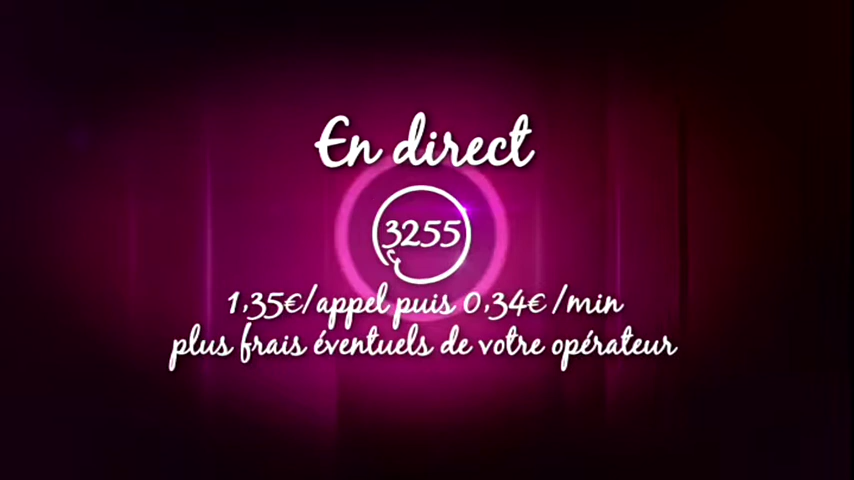 En direct
3255
1,35€/appel puis 0,34€/min
plus frais éventuels de votre opérateur